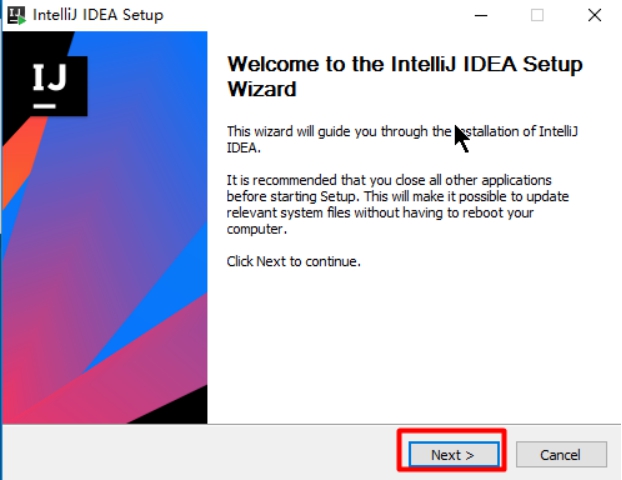 IntelliJ IDEA Setup
IJ
Welcome to the IntelliJ IDEA Setup
Wizard
This wizard will guide you through the installation of IntelliJ
IDEA.
It is recommended that you close all other applications
before starting Setup. This will make it possible to update
relevant system files without having to reboot your
computer.
Click Next to continue.
Next >
Cancel